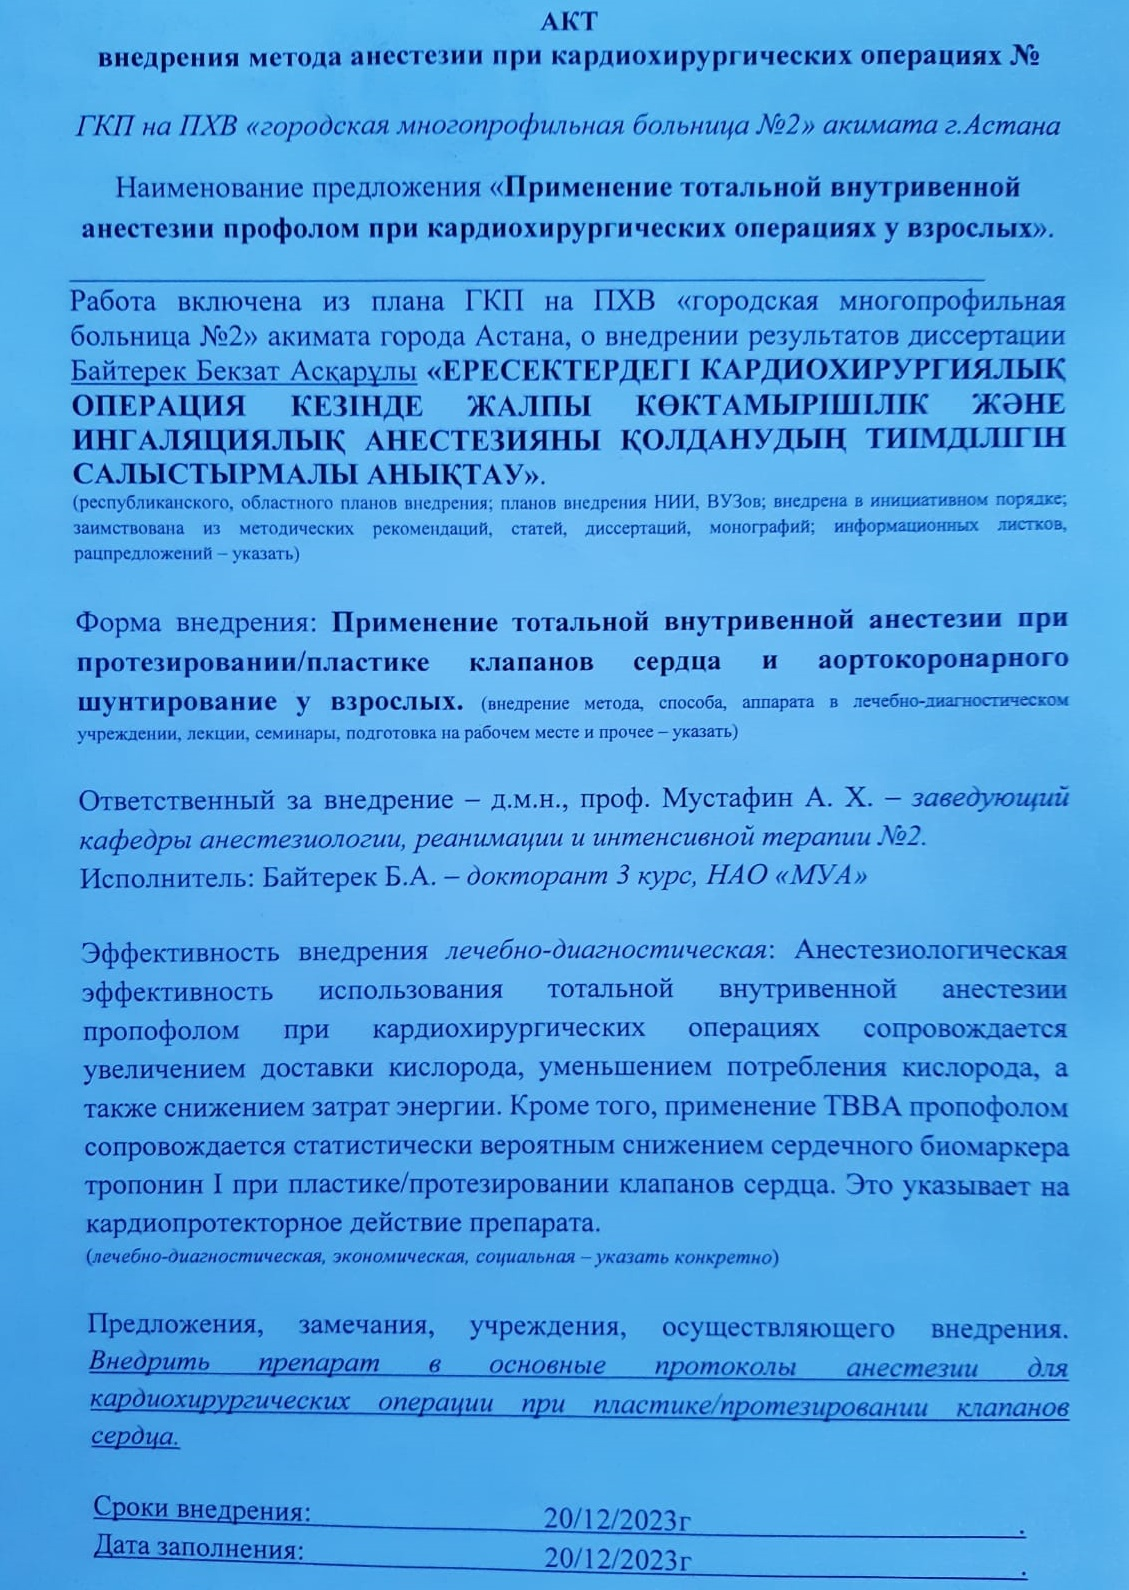 АКТ
внедрения метода анестезии при кардиохирургических операциях №
ГКП на ПХВ «городская многопрофильная больница №2» акимата г.Астана
Наименование предложения «Применение тотальной внутривенной
анестезии профолом при кардиохирургических операциях у взрослых».
Работа включена из плана ГКП на ПХВ «городская многопрофильная
больница №2» акимата города Астана, о внедрении результатов диссертации
Байтерек Бекзат Асқарұлы «ЕРЕСЕКТЕРДЕГІ КАРДИОХИРУРГИЯЛЫҚ
ОПЕРАЦИЯ КЕЗІНДЕ ЖАЛПЫ КӨКТАМЫРІШІЛІК ЖӘНЕ
ИНГАЛЯЦИЯЛЫҚ АНЕСТЕЗИЯНЫ ҚОЛДАНУДЫҢ ТИІМДІЛІГІН
САЛЫСТЫРМАЛЫ АНЫҚТАУ».
(республиканского, областного планов внедрения; планов внедрения НИИ, ВУЗов; внедрена в инициативном порядке;
заимствована из методических рекомендаций, статей, диссертаций, монографий; информационных листков,
рацпредложений – указать)
Форма внедрения: Применение тотальной внутривенной анестезии при
протезировании/пластике клапанов сердца и аортокоронарного
шунтирование у взрослых. (внедрение метода, способа, аппарата в лечебно-диагностическом
учреждении, лекции, семинары, подготовка на рабочем месте и прочее – указать)
Ответственный за внедрение – д.м.н., проф. Мустафин А. Х. – заведующий
кафедры анестезиологии, реанимации и интенсивной терапии №2.
Исполнитель: Байтерек Б.А. – докторант 3 курс, НАО «МУА»
Эффективность внедрения лечебно-диагностическая: Анестезиологическая
эффективность использования тотальной внутривенной анестезии
пропофолом при кардиохирургических операциях сопровождается
увеличением доставки кислорода, уменьшением потребления кислорода, а
также снижением затрат энергии. Кроме того, применение ТВВА пропофолом
сопровождается статистически вероятным снижением сердечного биомаркера
тропонин I при пластике/протезировании клапанов сердца. Это указывает на
кардиопротекторное действие препарата.
(лечебно-диагностическая, экономическая, социальная – указать конкретно)
Предложения, замечания, учреждения, осуществляющего внедрения.
Внедрить препарат в основные протоколы анестезии для
кардиохирургических операции при пластике/протезировании клапанов
сердца.
Сроки внедрения: 20/12/2023г .
Дата заполнения: 20/12/2023г .